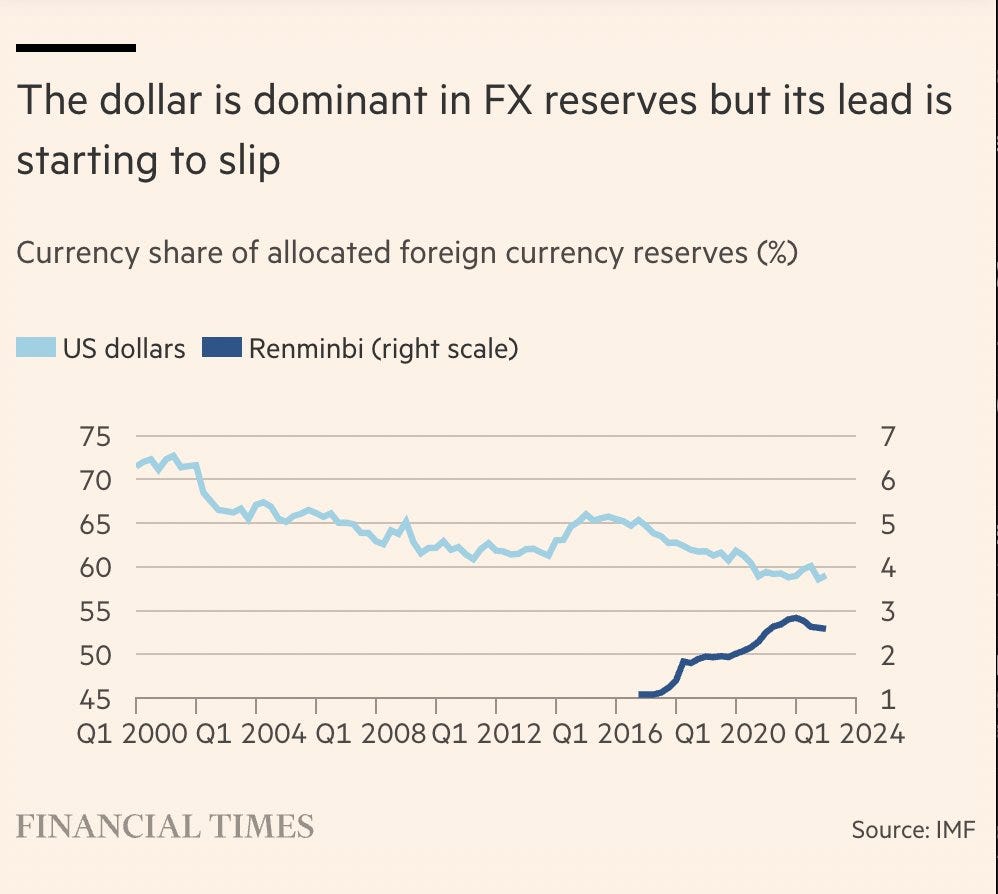 The dollar is dominant in FX reserves but its lead is
starting to slip
Currency share of allocated foreign currency reserves (%)
US dollars Renminbi (right scale)
75 7
70 6
65 5
60 4
55 3
50 2
45 1
Q1 2000 Q1 2004 Q1 2008 Q1 2012 Q1 2016 Q1 2020 Q1 2024
FINANCIAL TIMES Source: IMF